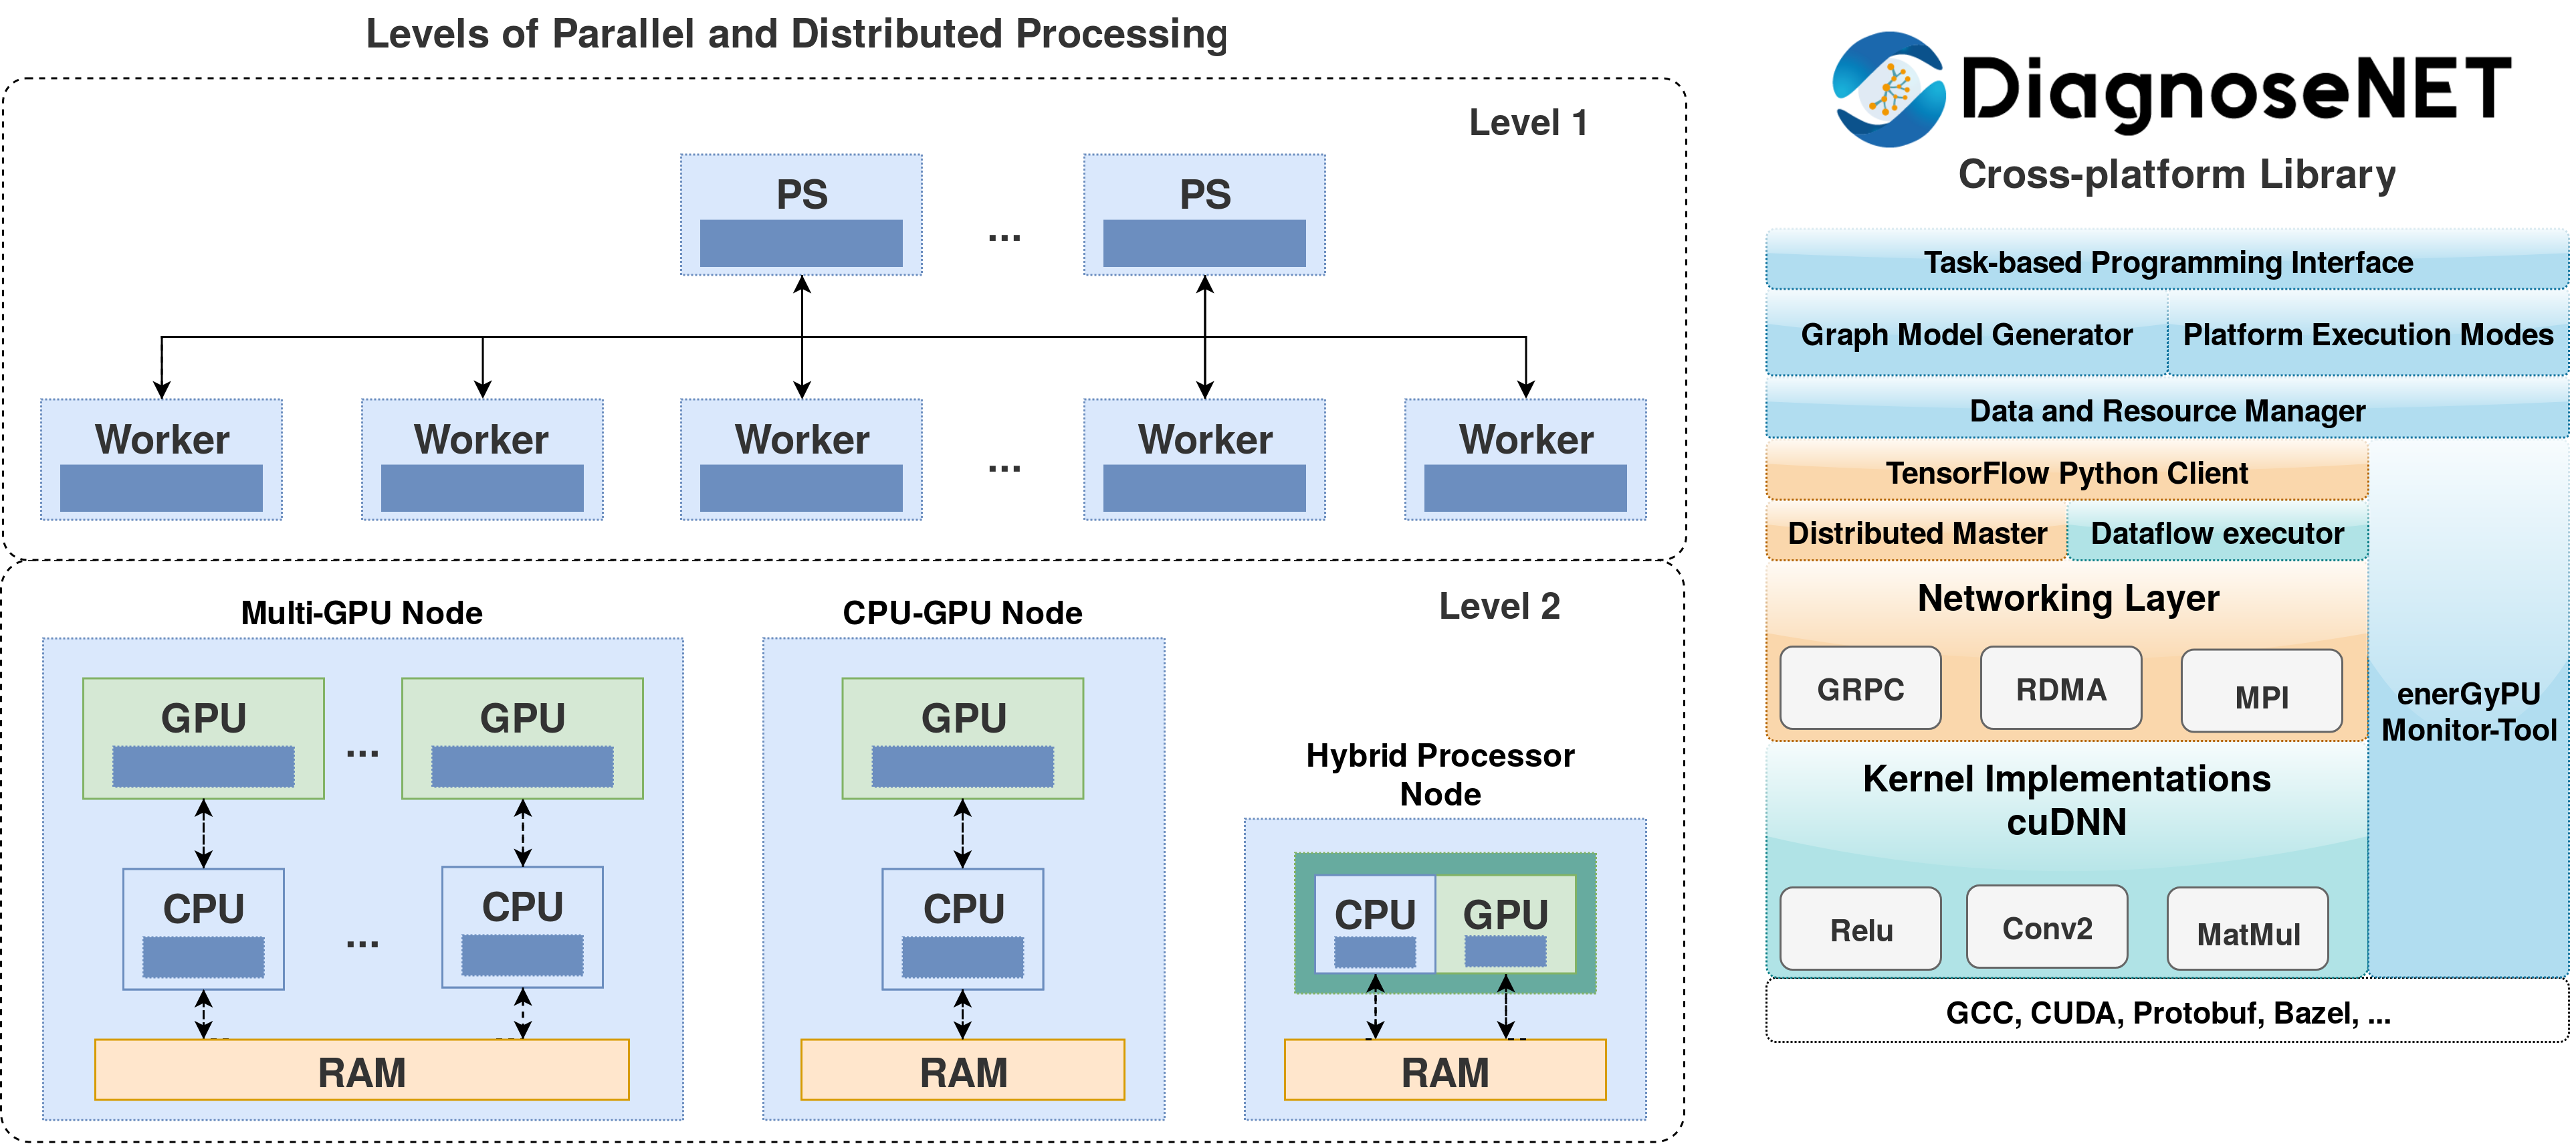 Levels of Parallel and Distributed Processing
Level 1
PS
...
PS
Worker
Worker
Worker
...
Worker
Worker
Level 2
Multi-GPU Node
GPU
...
GPU
CPU
...
CPU
RAM
CPU-GPU Node
GPU
CPU
RAM
Hybrid Processor
Node
CPU
GPU
RAM
DiagnoseNET
Cross-platform Library
Task-based Programming Interface
Graph Model Generator
Platform Execution Modes
Data and Resource Manager
TensorFlow Python Client
Distributed Master
Dataflow executor
Networking Layer
GRPC
RDMA
MPI
enerGyPU
Monitor-Tool
Kernel Implementations
cuDNN
Relu
Conv2
MatMul
GCC, CUDA, Protobuf, Bazel, ...